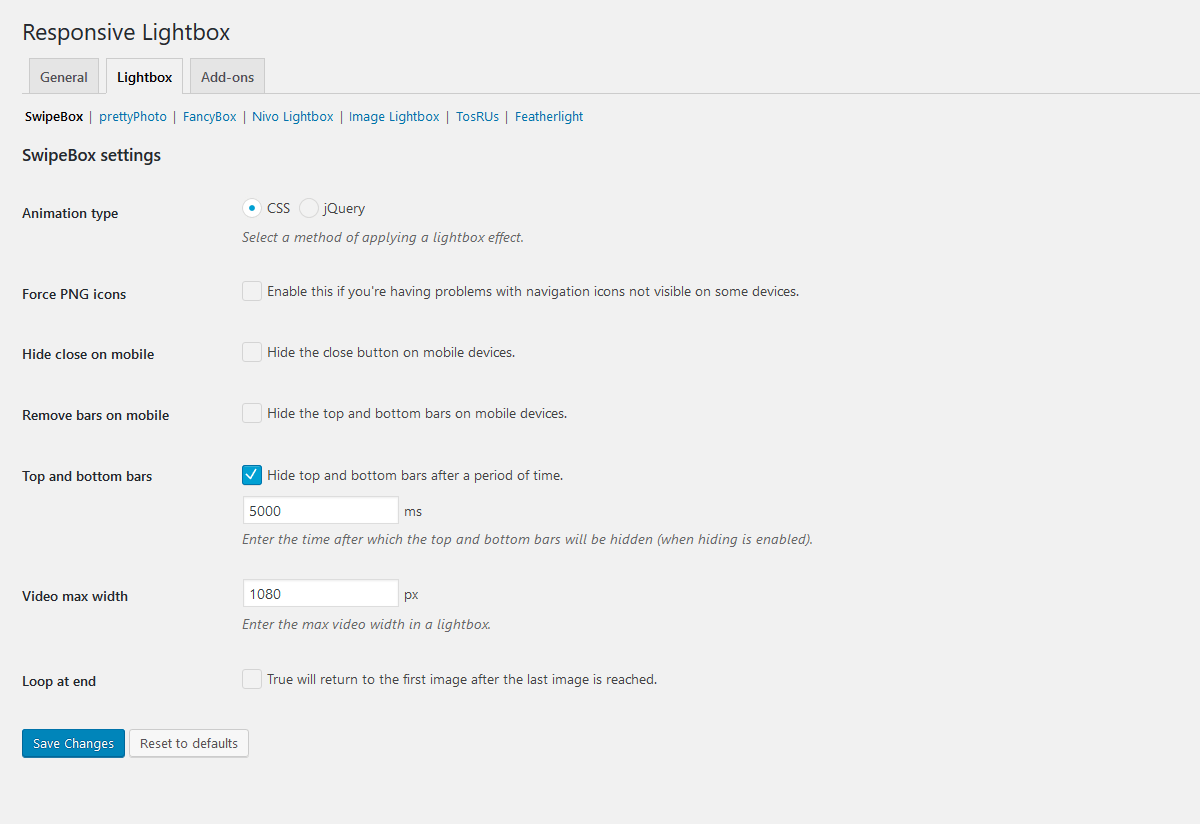 Responsive Lightbox
General Lightbox Add-ons
SwipeBox | prettyPhoto | FancyBox | Nivo Lightbox | Image Lightbox | TosRUs | Featherlight
SwipeBox settings
Animation type CSS jQuery
Select a method of applying a lightbox effect.
Force PNG icons Enable this if you're having problems with navigation icons not visible on some devices.
Hide close on mobile Hide the close button on mobile devices.
Remove bars on mobile Hide the top and bottom bars on mobile devices.
Top and bottom bars Hide top and bottom bars after a period of time.
5000 ms
Enter the time after which the top and bottom bars will be hidden (when hiding is enabled).
Video max width 1080 px
Enter the max video width in a lightbox.
Loop at end True will return to the first image after the last image is reached.
Save Changes Reset to defaults